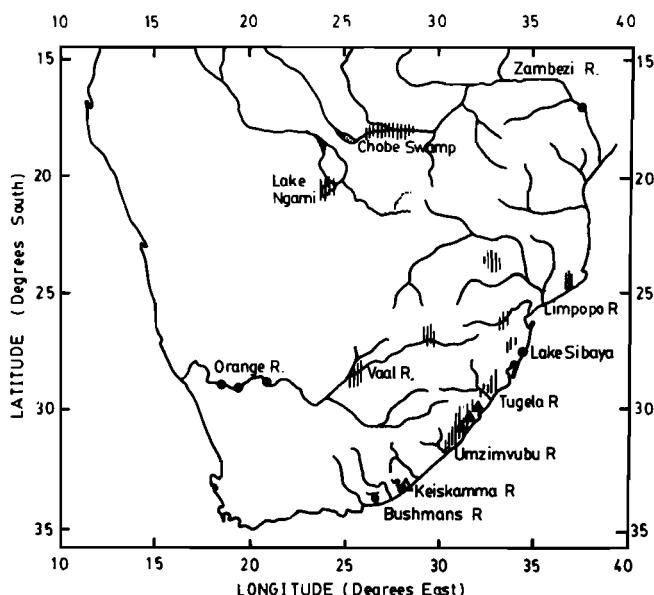 10 15 20 25 30 35 40
15 15
Zambezi R.
Chobe Swamp
Lake
Ngami
20 20
25 25
Limpopo R
Lake Sibaya
Orange R.
Vaal R.
Tugela R
30 30
Umzimvubu R
Keiskamma R
Bushmans R
35 35
10 15 20 25 30 35 40
LATITUDE (Degrees South)
LONGITUDE (Degrees East)